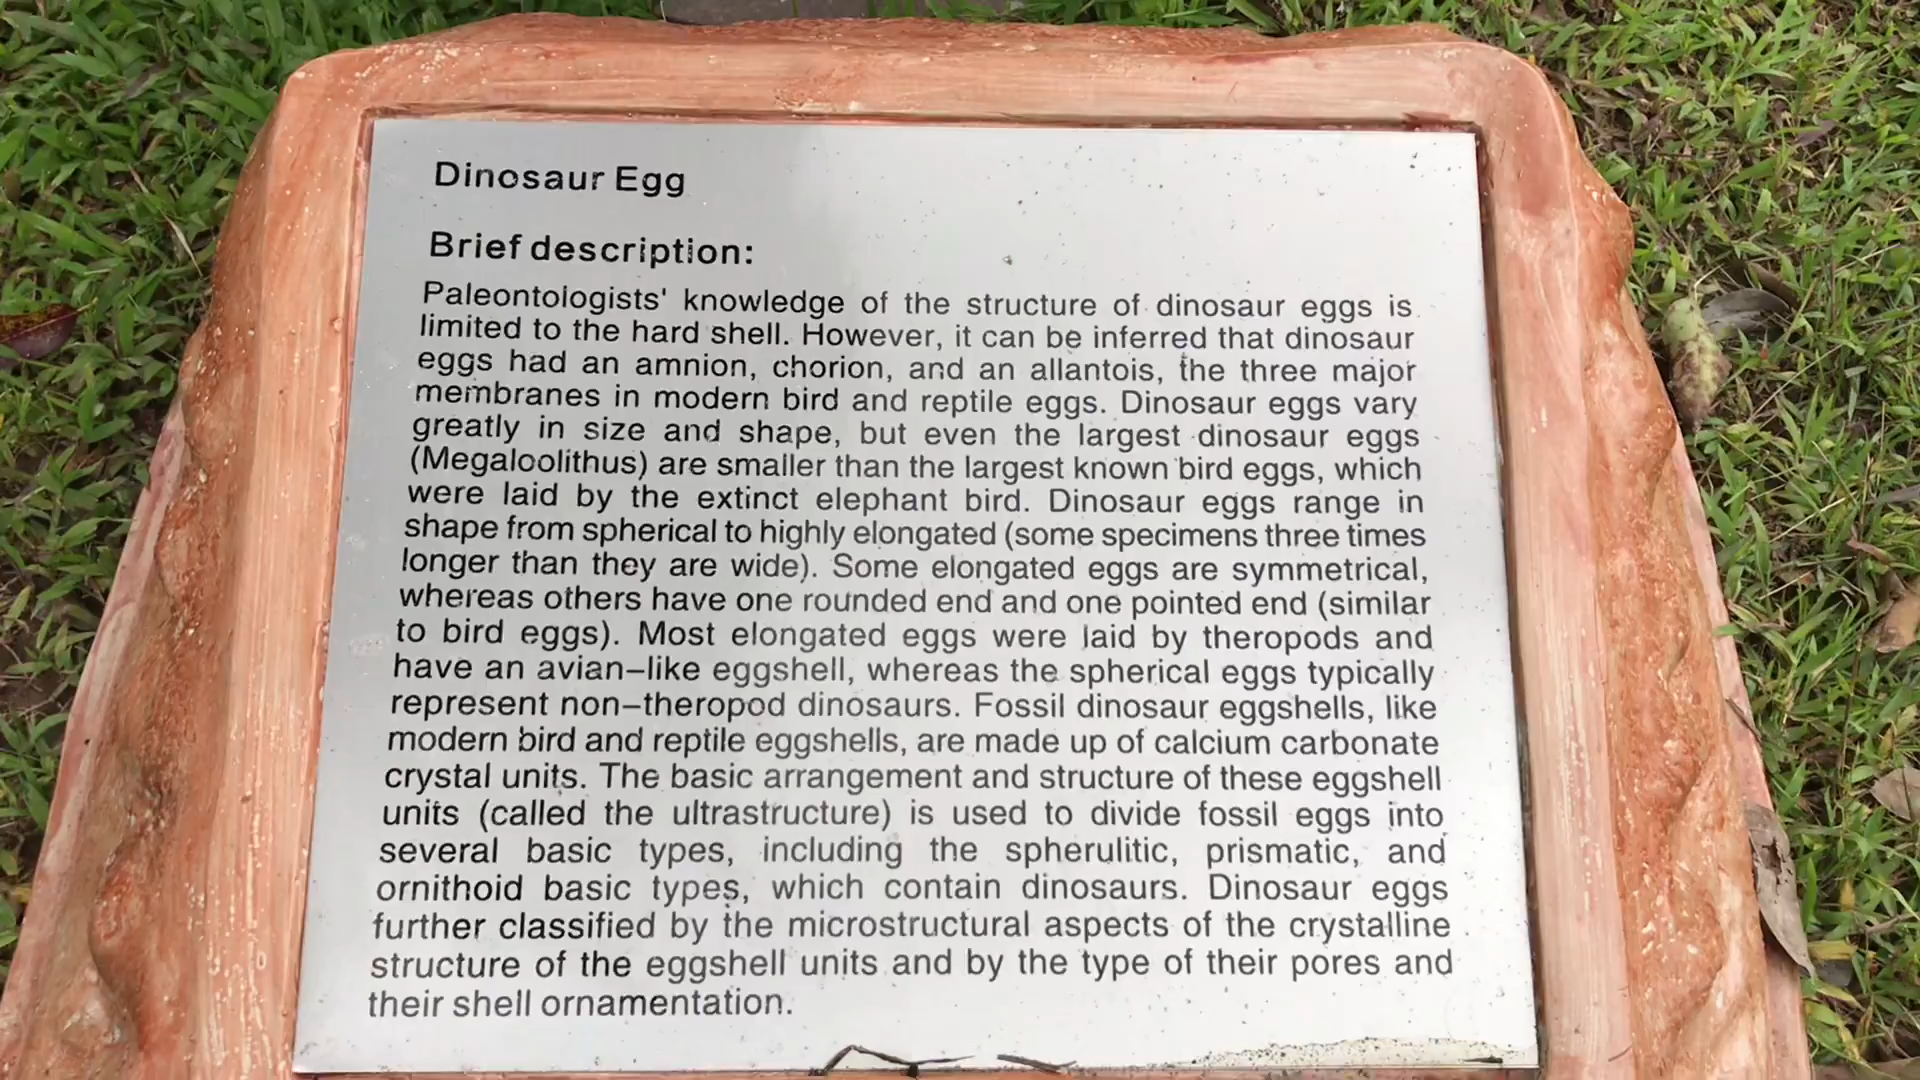 Dinosaur Egg
Brief description:
Paleontologists' knowledge of the structure of dinosaur eggs is
limited to the hard shell. However, it can be inferred that dinosaur
eggs had an amnion, chorion, and an allantois, the three major
membranes in modern bird and reptile eggs. Dinosaur eggs vary
greatly in size and shape, but even the largest dinosaur eggs
(Megaloolithus) are smaller than the largest known bird eggs, which
were laid by the extinct elephant bird. Dinosaur eggs range in
shape from spherical to highly elongated (some specimens three times
longer than they are wide). Some elongated eggs are symmetrical,
whereas others have one rounded end and one pointed end (similar
to bird eggs). Most elongated eggs were laid by theropods and
have an avian–like eggshell, whereas the spherical eggs typically
represent non–theropod dinosaurs. Fossil dinosaur eggshells, like
modern bird and reptile eggshells, are made up of calcium carbonate
crystal units. The basic arrangement and structure of these eggshell
units (called the ultrastructure) is used to divide fossil eggs into
several basic types, including the spherulitic, prismatic, and
ornithoid basic types, which contain dinosaurs. Dinosaur eggs
further classified by the microstructural aspects of the crystalline
structure of the eggshell units and by the type of their pores and
their shell ornamentation.